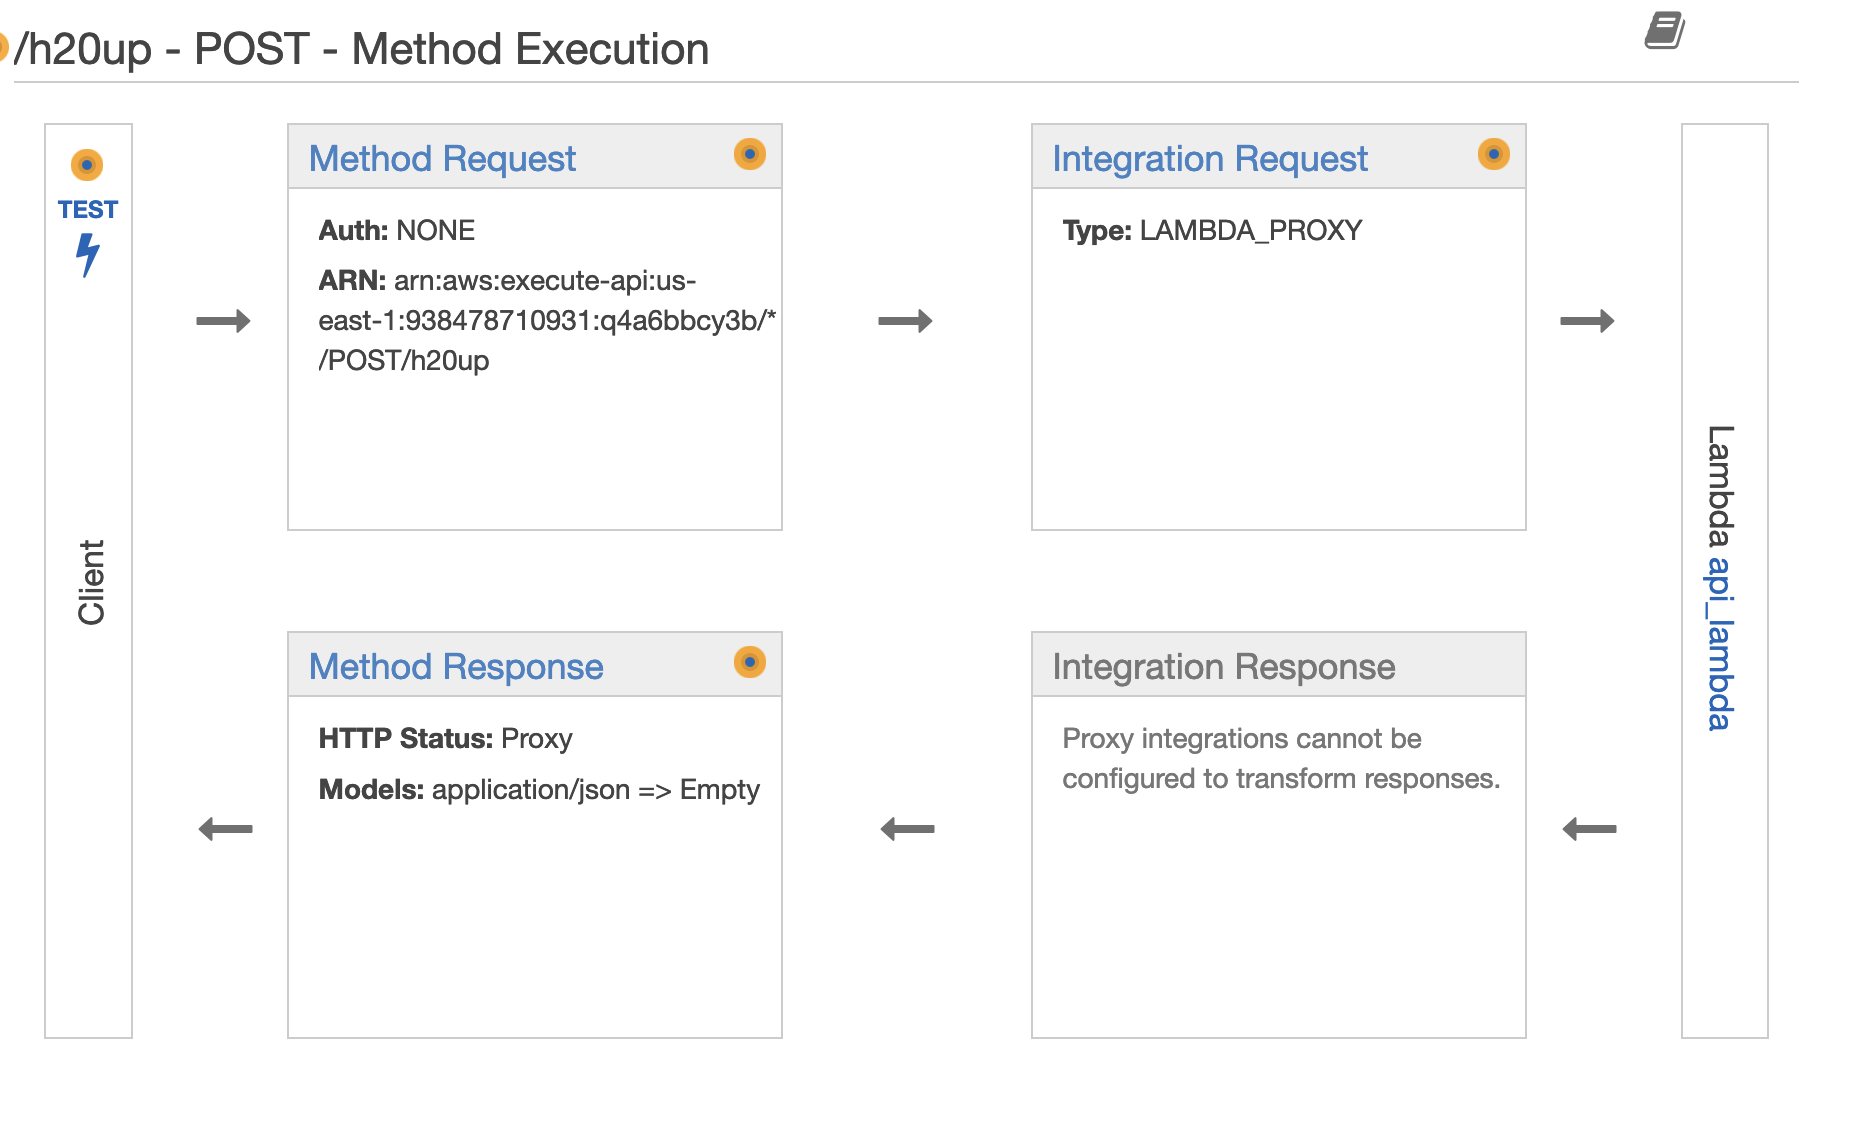 /h20up - POST - Method Execution
TEST
Client
Method Request
Auth: NONE
ARN: arn:aws:execute-api:us-
east-1:938478710931:q4a6bbcy3b/*
/POST/h20up
Integration Request
Type: LAMBDA_PROXY
Lambda api_lambda
Method Response
HTTP Status: Proxy
Models: application/json => Empty
Integration Response
Proxy integrations cannot be
configured to transform responses.